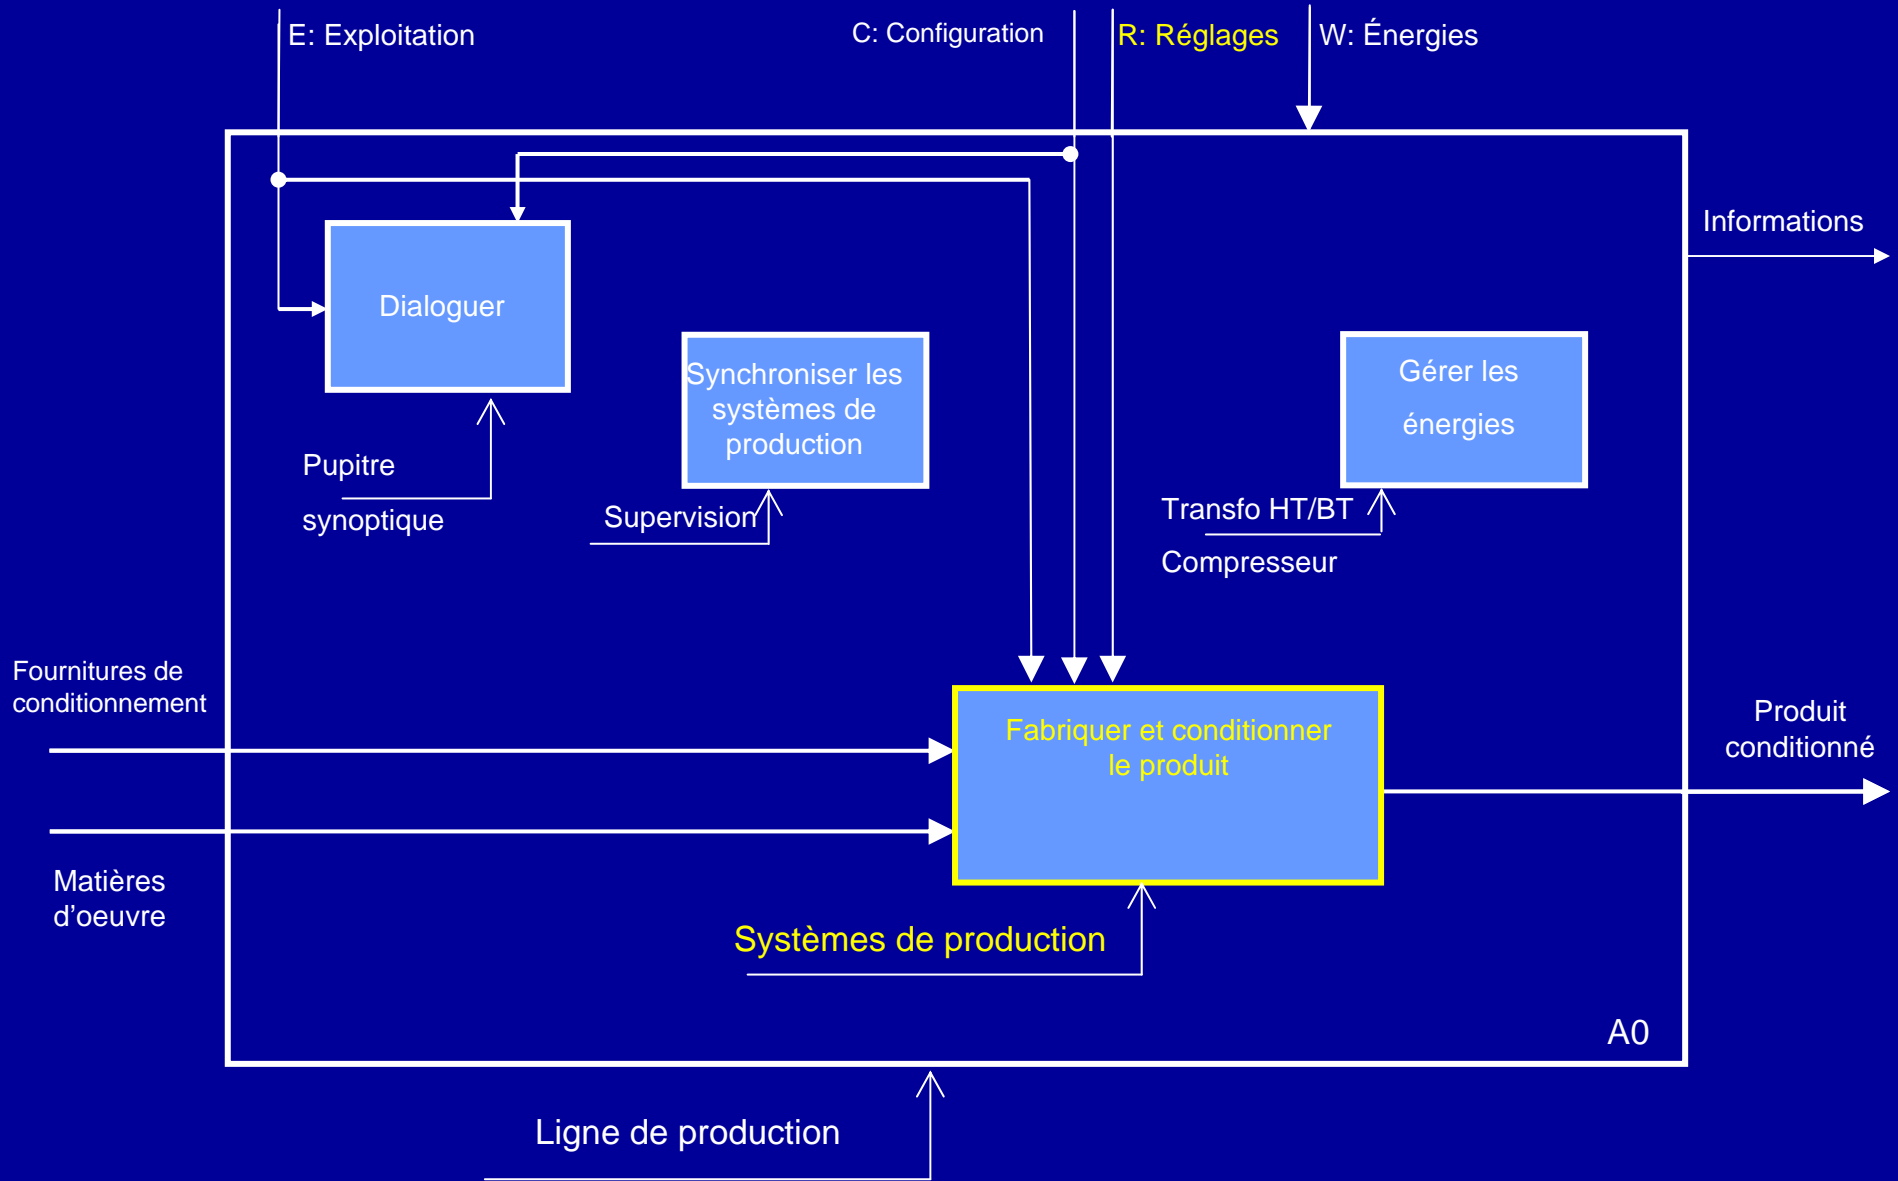 E: Exploitation
C: Configuration
R: Réglages
W: Énergies
Informations
Dialoguer
Synchroniser les
systèmes de
production
Gérer les
énergies
Pupitre
synoptique
Supervision
Transfo HT/BT
Compresseur
Fournitures de
conditionnement
Fabriquer et conditionner
le produit
Produit
conditionné
Matières
d’oeuvre
Systèmes de production
A0
Ligne de production